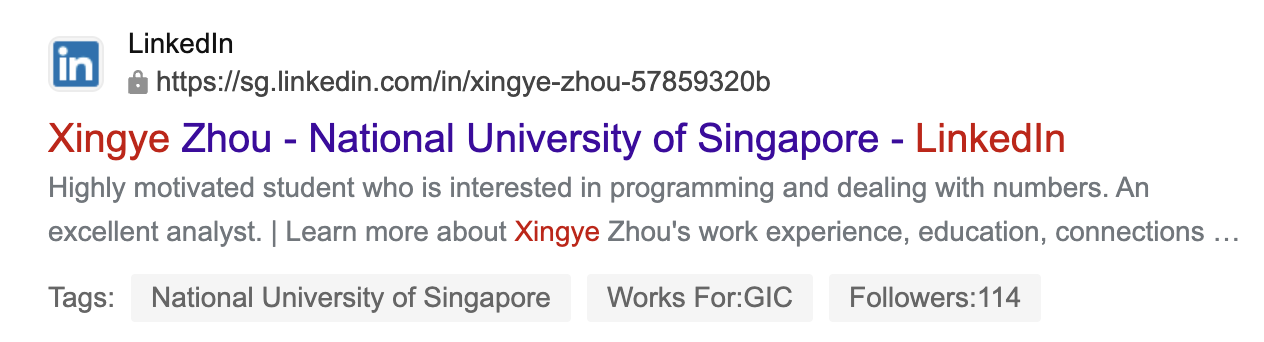 in
LinkedIn
https://sg.linkedin.com/in/xingye-zhou-57859320b
Xingye Zhou - National University of Singapore - LinkedIn
Highly motivated student who is interested in programming and dealing with numbers. An
excellent analyst. | Learn more about Xingye Zhou's work experience, education, connections …
Tags: National University of Singapore Works For:GIC Followers:114